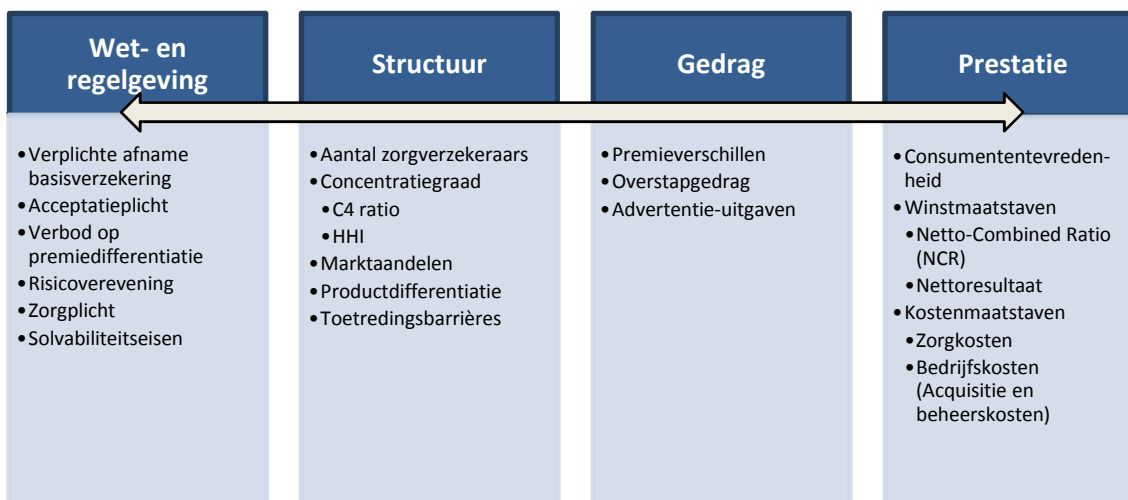 Wet- en
regelgeving
•Verplichte afname
basisverzekering
•Acceptatieplicht
•Verbod op
premiedifferentiatie
•Risicoverevening
•Zorgplicht
•Solvabiliteitseisen
Structuur
•Aantal zorgverzekeraars
•Concentratiegraad
•C4 ratio
•HHI
•Marktaandelen
•Productdifferentiatie
•Toetredingsbarrières
Gedrag
•Premieverschillen
•Overstapgedrag
•Advertentie-uitgaven
Prestatie
•Consumententevreden-
heid
•Winstmaatstaven
•Netto-Combined Ratio
(NCR)
•Nettoresultaat
•Kostenmaatstaven
•Zorgkosten
•Bedrijfskosten
(Acquisitie en
beheerskosten)